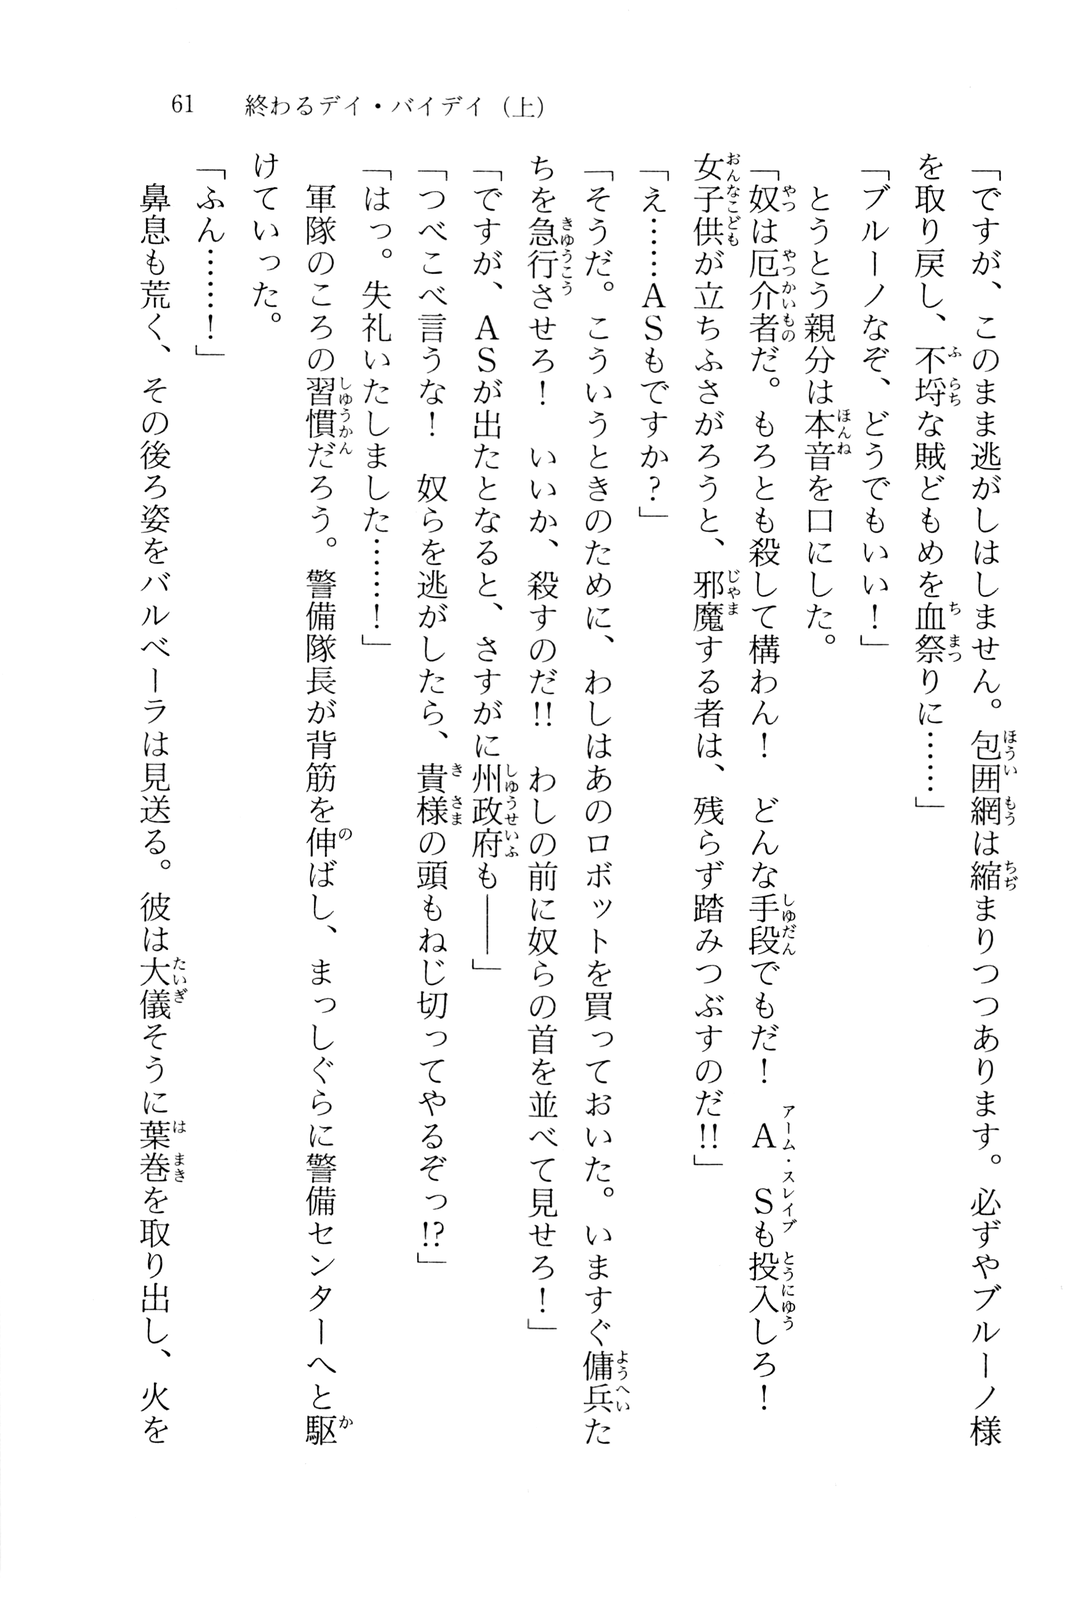 61　終わるデイ・バイデイ（上）
「ですが、このまま逃がしはしません。包囲網は縮まりつつあります。必ずやブルーノ様
を取り戻し、不埒な賊どもめを血祭りに……」
「ブルーノなぞ、どうでもいい！」
　とうとう親分は本音を口にした。
「奴は厄介者だ。もろとも殺して構わん！　どんな手段でもだ！　ＡＳも投入しろ！
女子供が立ちふさがろうと、邪魔する者は、残らず踏みつぶすのだ!!」
「え……ＡＳもですか？」
「そうだ。こういうときのために、わしはあのロボットを買っておいた。いますぐ傭兵た
ちを急行させろ！　いいか、殺すのだ!!　わしの前に奴らの首を並べて見せろ！」
「ですが、ＡＳが出たとなると、さすがに州政府も――」
「つべこべ言うな！　奴らを逃がしたら、貴様の頭もねじ切ってやるぞっ!?」
「はっ。失礼いたしました……！」
　軍隊のころの習慣だろう。警備隊長が背筋を伸ばし、まっしぐらに警備センターへと駆
けていった。
「ふん……！」
　鼻息も荒く、その後ろ姿をバルベーラは見送る。彼は大儀そうに葉巻を取り出し、火を